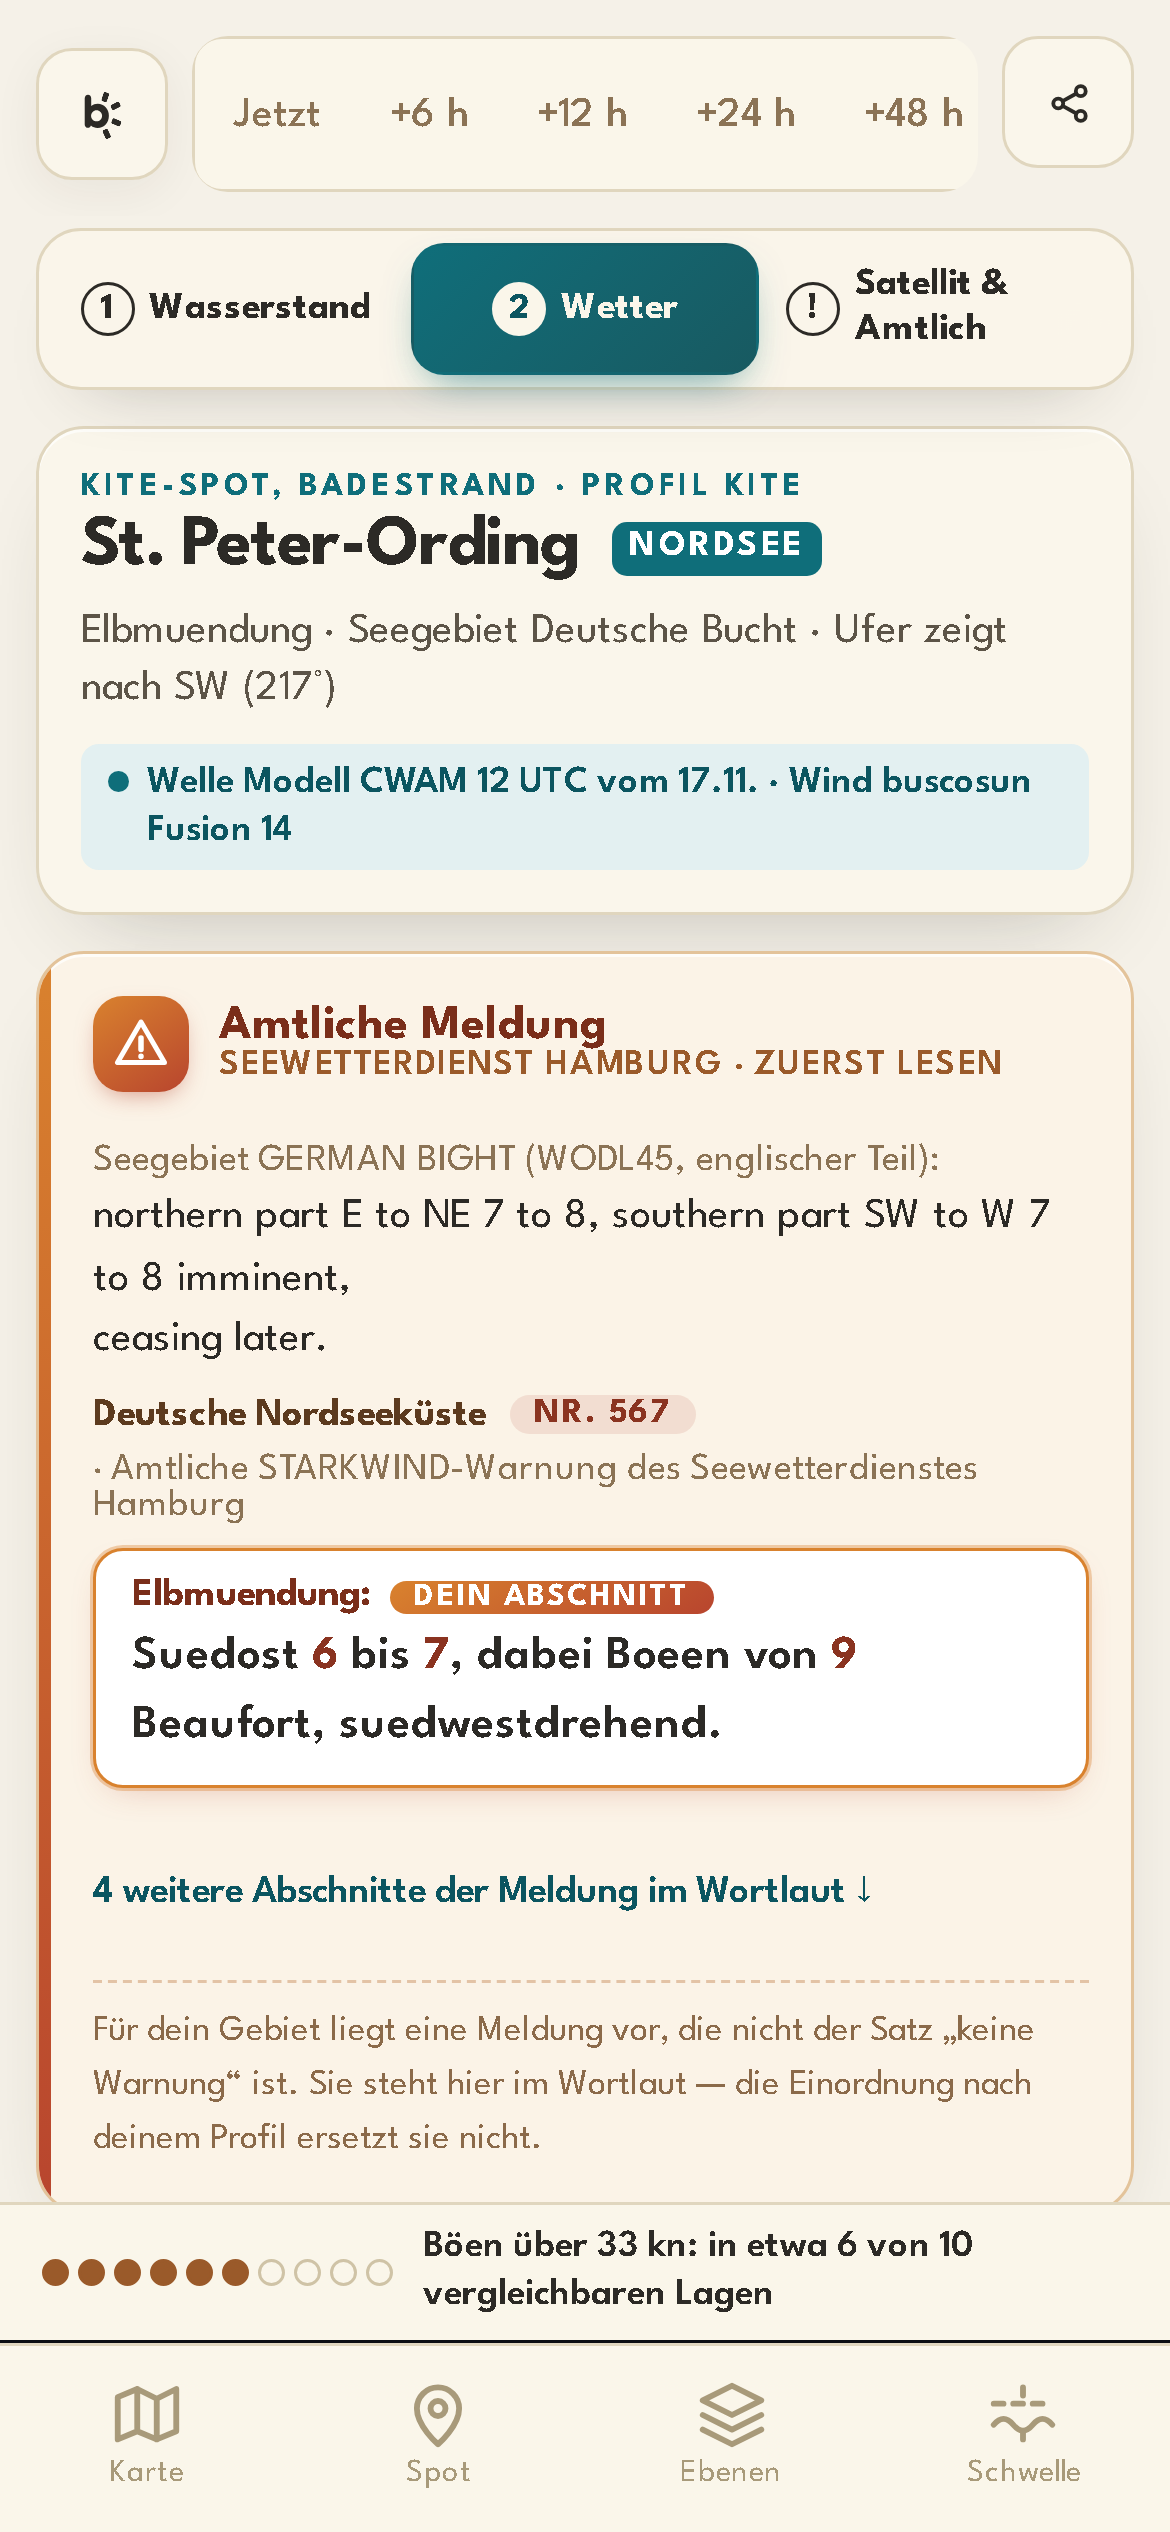 b
Jetzt +6 h +12 h +24 h +48 h
1 Wasserstand
2 Wetter
! Satellit &
Amtlich
KITE-SPOT, BADESTRAND · PROFIL KITE
St. Peter-Ording NORDSEE
Elbmuendung · Seegebiet Deutsche Bucht · Ufer zeigt
nach SW (217°)
Welle Modell CWAM 12 UTC vom 17.11. · Wind buscosun
Fusion 14
Amtliche Meldung
SEEWETTERDIENST HAMBURG · ZUERST LESEN
Seegebiet GERMAN BIGHT (WODL45, englischer Teil):
northern part E to NE 7 to 8, southern part SW to W 7
to 8 imminent,
ceasing later.
Deutsche Nordseeküste NR. 567
· Amtliche STARKWIND-Warnung des Seewetterdienstes
Hamburg
Elbmuendung: DEIN ABSCHNITT
Suedost 6 bis 7, dabei Boeen von 9
Beaufort, suedwestdrehend.
4 weitere Abschnitte der Meldung im Wortlaut ↓
Für dein Gebiet liegt eine Meldung vor, die nicht der Satz „keine
Warnung“ ist. Sie steht hier im Wortlaut — die Einordnung nach
deinem Profil ersetzt sie nicht.
Böen über 33 kn: in etwa 6 von 10
vergleichbaren Lagen
Karte Spot Ebenen Schwelle